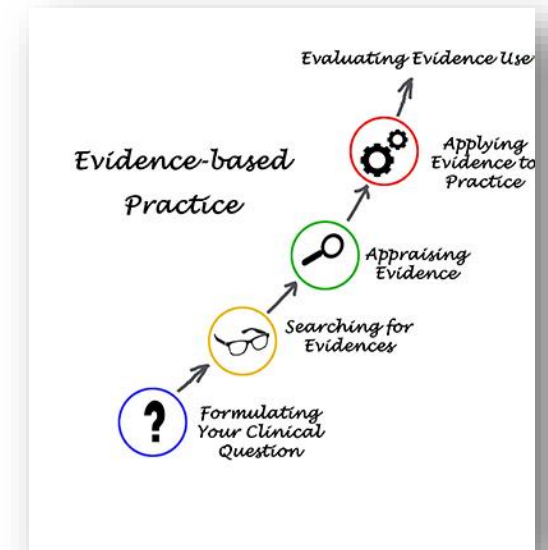 Evaluating Evidence Use
Applying
Evidence to
Practice
Evidence-based
Practice
Appraising
Evidence
Searching for
Evidences
?
Formulating
Your Clinical
Question